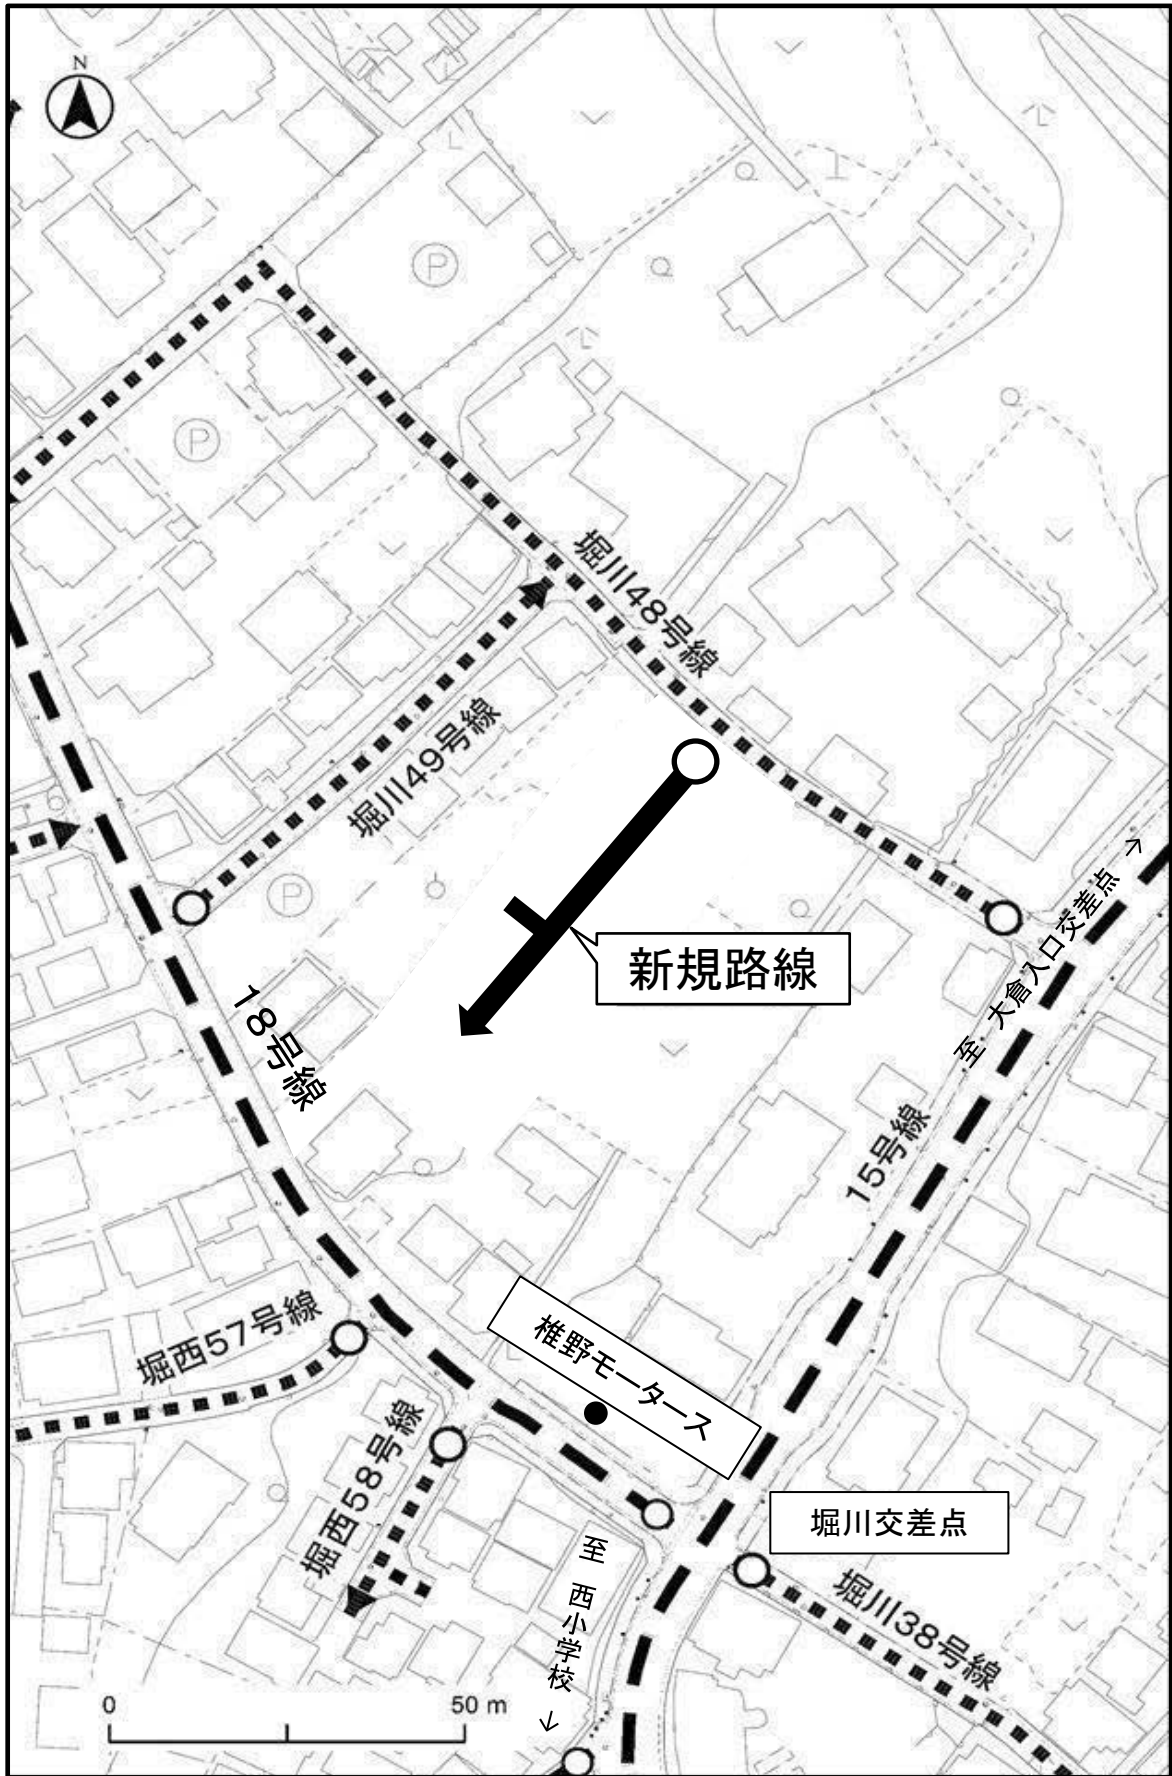 N
P
P
堀川48号線
堀川49号線
P
新規路線
至 大倉入口交差点 →
18号線
15号線
椎野モータース
堀西57号線
堀西58号線
堀川交差点
至 西小学校 →
堀川38号線
0 50 m